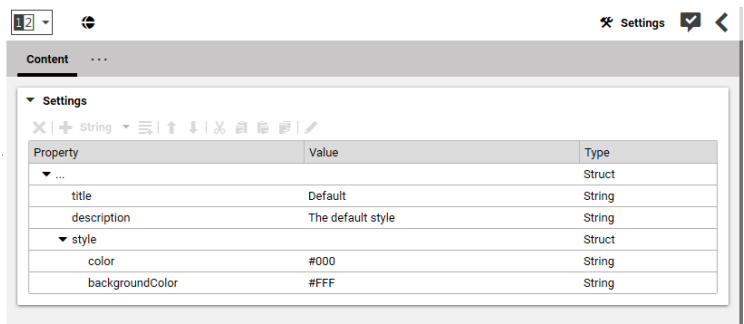 12
Settings
Content ...
Settings
String
Property Value Type
... Struct
title Default String
description The default style String
style Struct
color #000 String
backgroundColor #FFF String